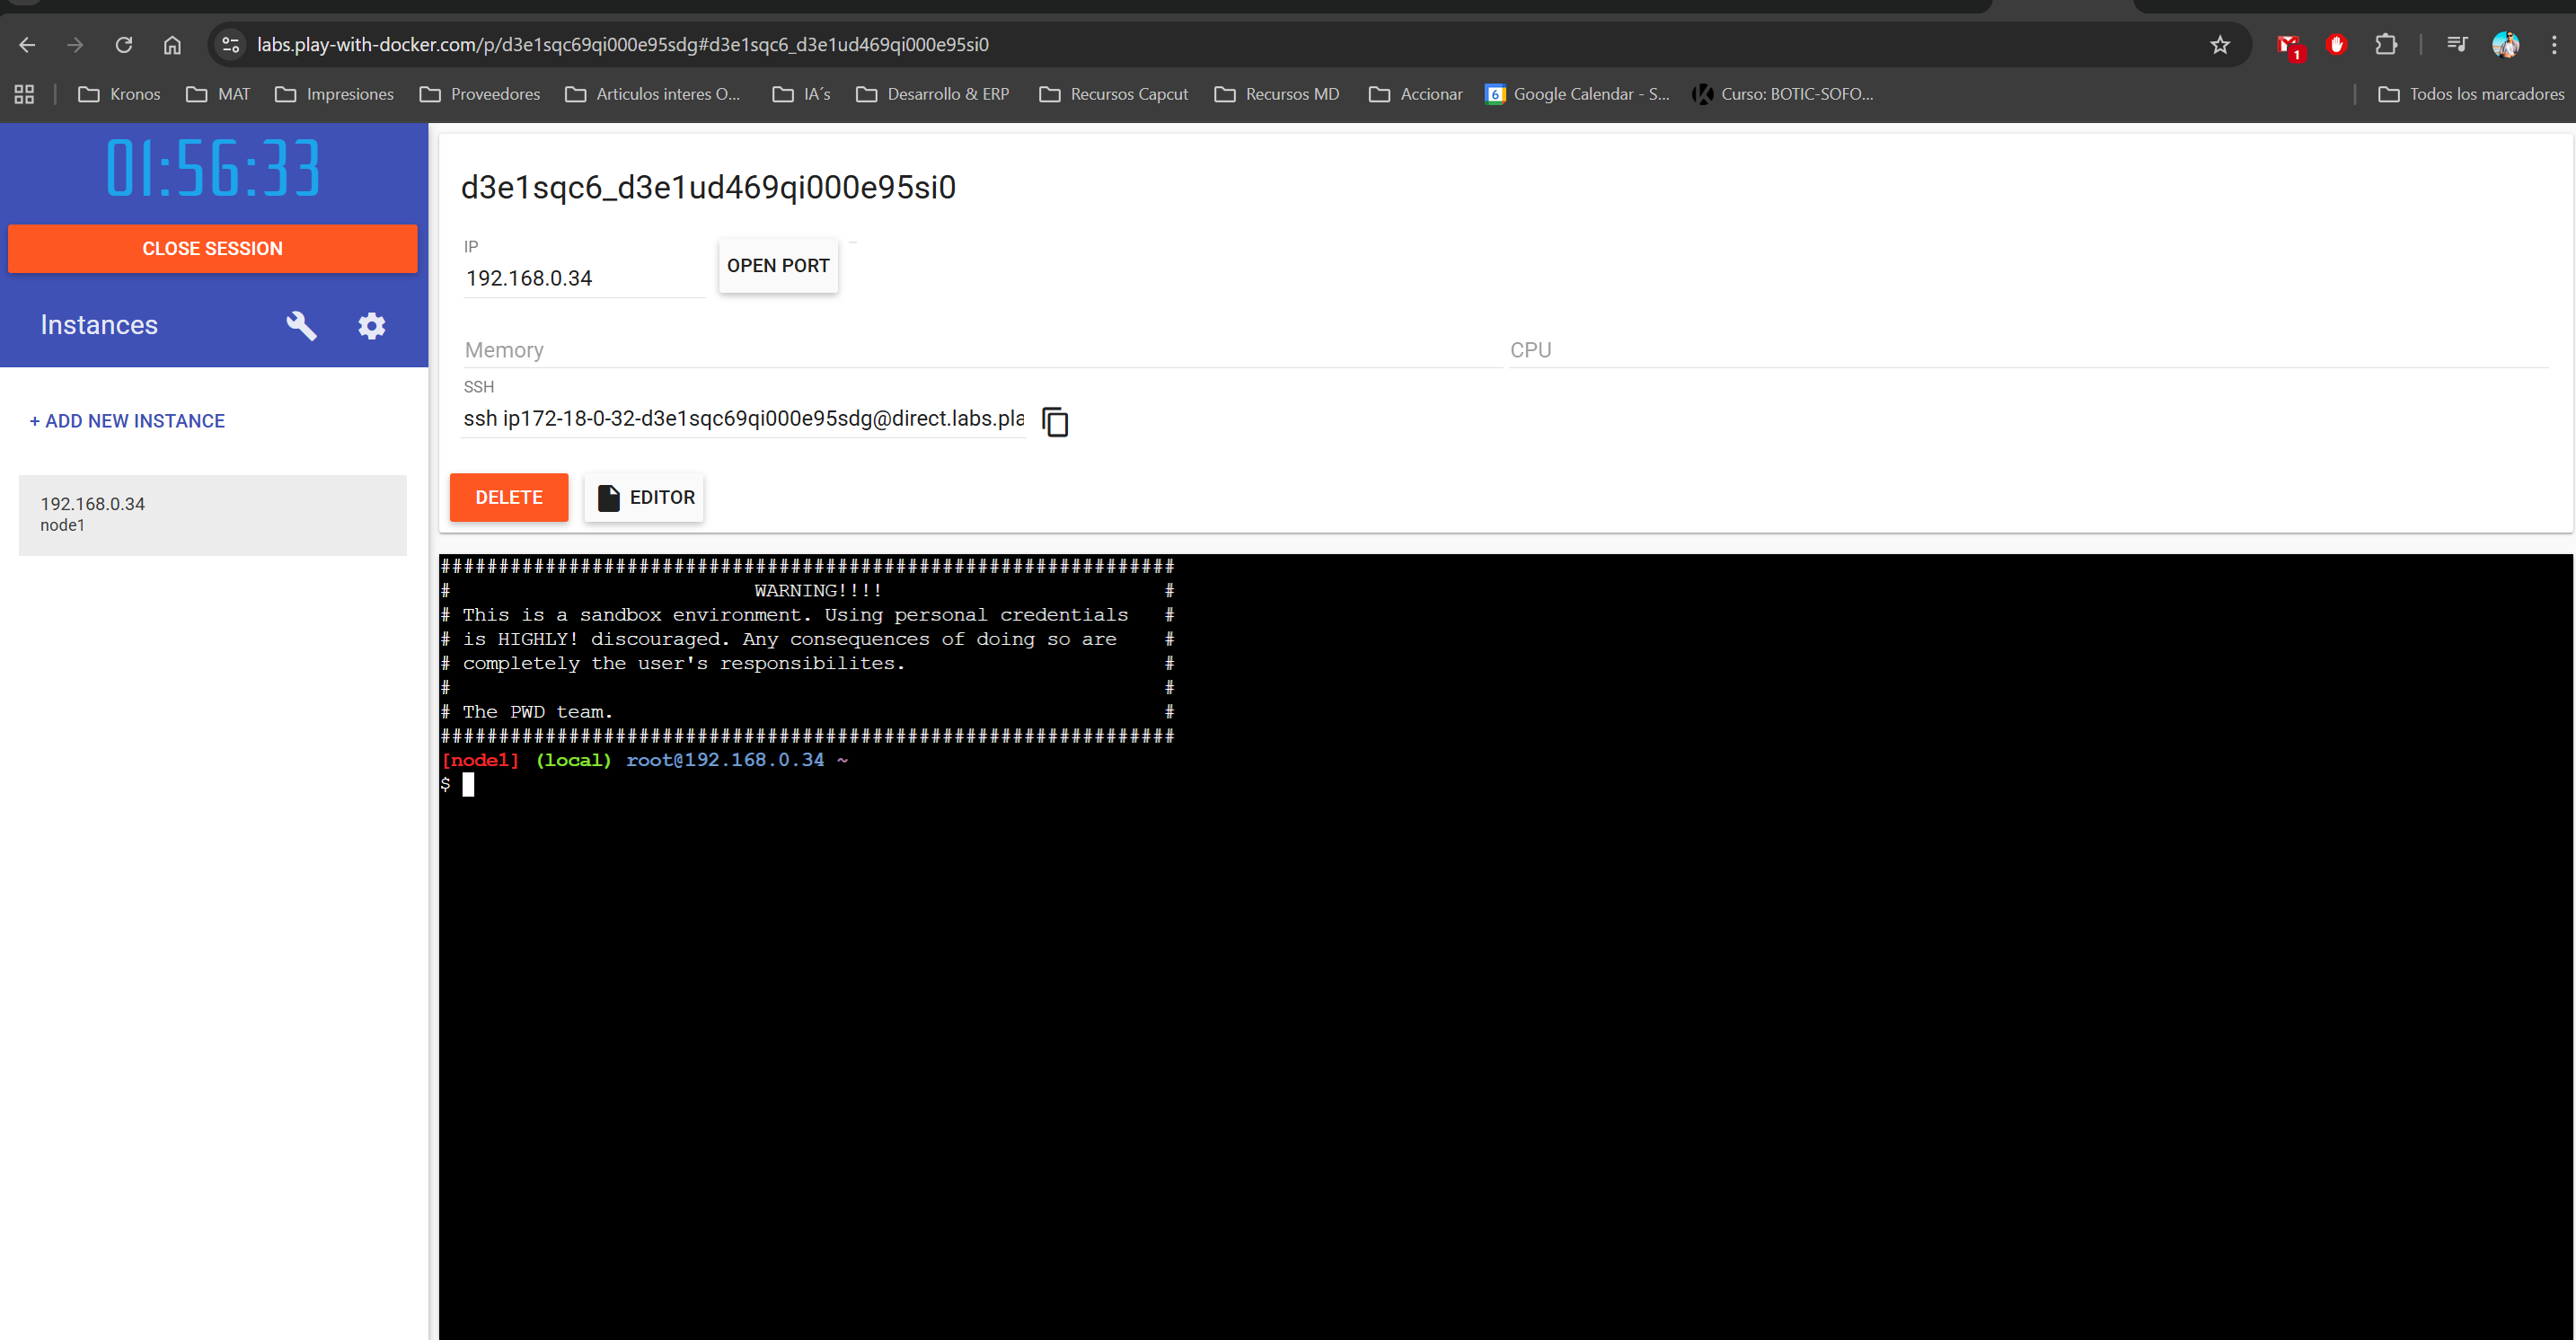 labs.play-with-docker.com/p/d3e1sqc69qi000e95sdg#d3e1sqc6_d3e1ud469qi000e95si0
1
Kronos MAT Impresiones Proveedores Articulos interes O... IA´s Desarrollo & ERP Recursos Capcut Recursos MD Accionar 6 Google Calendar - S... Curso: BOTIC-SOFO... Todos los marcadores
01:56:33
CLOSE SESSION
Instances
+ ADD NEW INSTANCE
192.168.0.34
node1
d3e1sqc6_d3e1ud469qi000e95si0
IP
192.168.0.34
OPEN PORT
Memory CPU
SSH
ssh ip172-18-0-32-d3e1sqc69qi000e95sdg@direct.labs.pla
DELETE EDITOR
###############################################################
# WARNING!!!! #
# This is a sandbox environment. Using personal credentials #
# is HIGHLY! discouraged. Any consequences of doing so are #
# completely the user's responsibilites. #
# #
# The PWD team. #
###############################################################
[node1] (local) root@192.168.0.34 ~
$